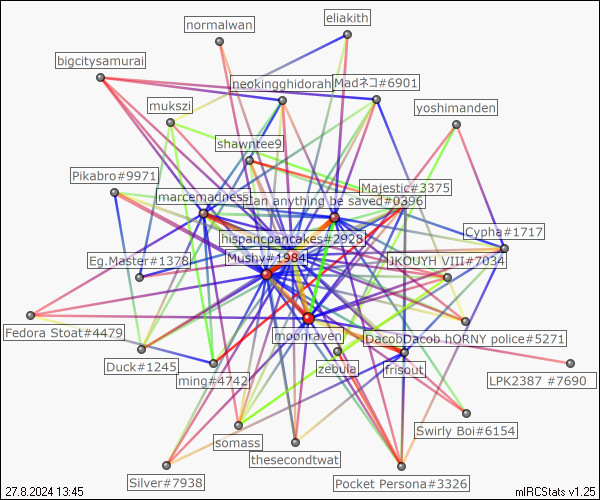 eliakith
normalwan
bigcitysamurai
neokingghidorah
Madネコ#6901
mukszi
yoshimanden
shawntee9
Pikabro#9971
Majestic#3375
marcemadness
an anything be saved#0396
Cypha#1717
hispancpancakes#2928
Mushy#1984
Eg.Master#1378
JKOUYH VIII#7034
Fedora Stoat#4479
moonraven
DacobDacob hORNY police#5271
Duck#1245
zebula
frisout
ming#4742
LPK2387 #7690
Swirly Boi#6154
somass
thesecondtwat
Silver#7938
Pocket Persona#3326
27.8.2024 13:45
mIRCStats v1.25